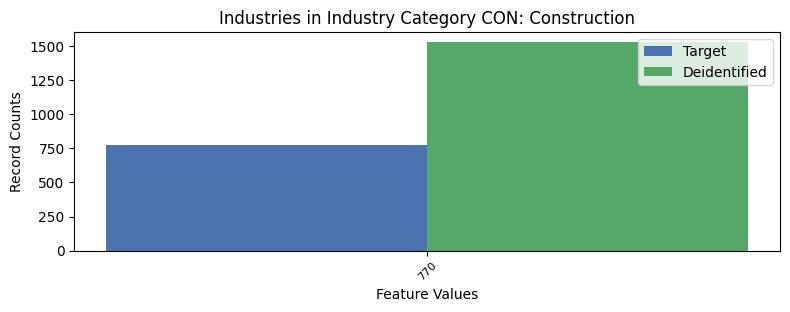 Industries in Industry Category CON: Construction
Target
Deidentified
Record Counts
1500
1250
1000
750
500
250
0
770
Feature Values